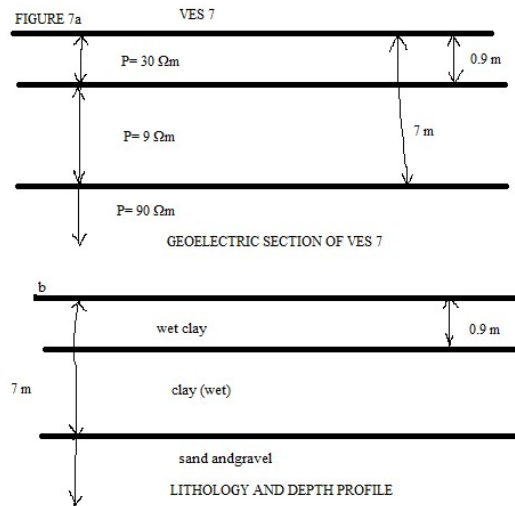 FIGURE 7a
VES 7
P= 30 Ωm
0.9 m
P= 9 Ωm
7 m
P= 90 Ωm
GEOELECTRIC SECTION OF VES 7
b
wet clay
0.9 m
7 m
clay (wet)
sand andgravel
LITHOLOGY AND DEPTH PROFILE